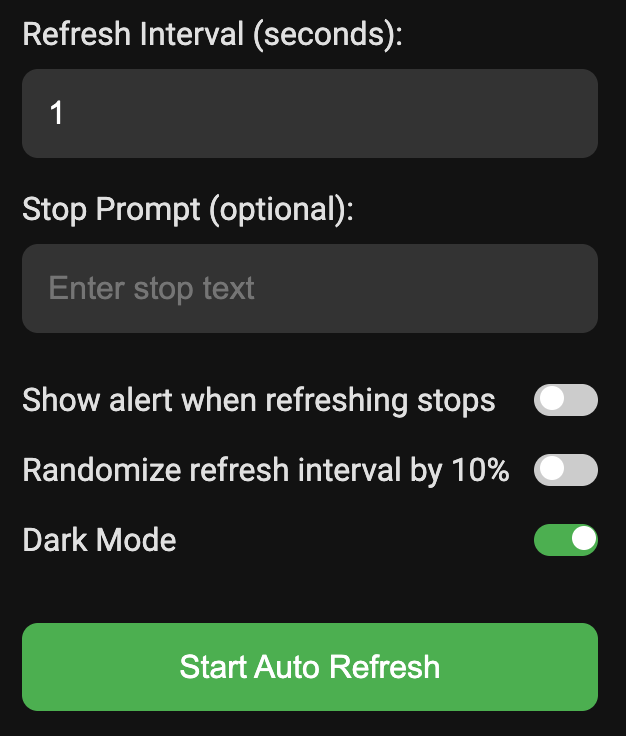 Refresh Interval (seconds):
1
Stop Prompt (optional):
Enter stop text
Show alert when refreshing stops
Randomize refresh interval by 10%
Dark Mode
Start Auto Refresh